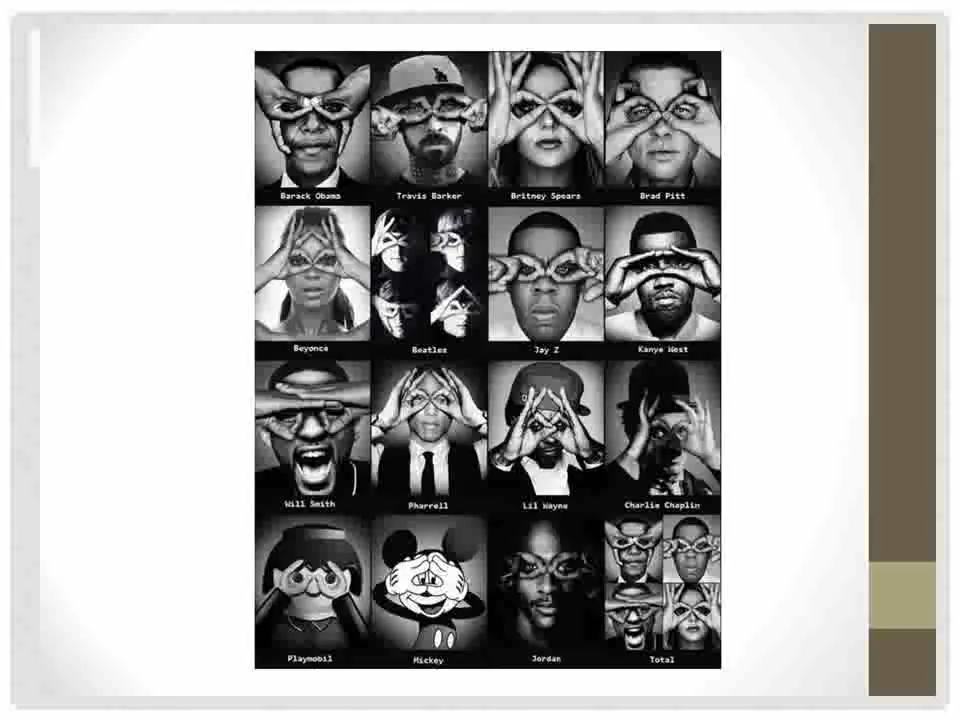 Barack Obama
Travis Barker
Britney Spears
Brad Pitt
Beyonce
Beatles
Jay Z
Kanye West
Will Smith
Pharrell
Lil Wayne
Charlie Chaplin
Playmobil
Mickey
Jordan
Total